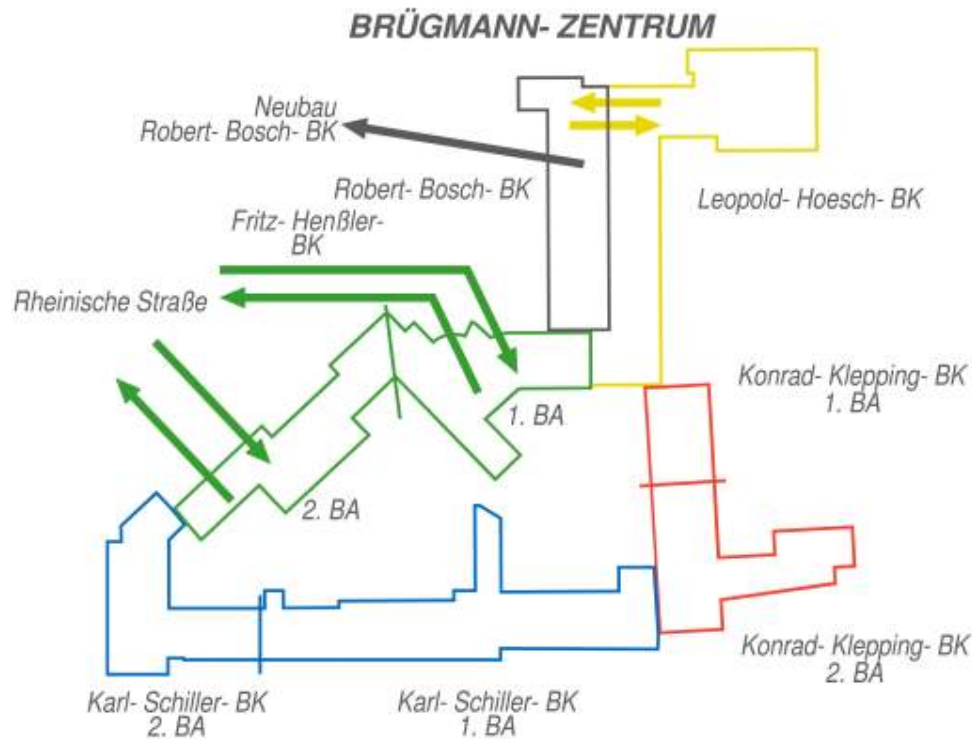 BRÜGMANN- ZENTRUM
Neubau
Robert- Bosch- BK
Robert- Bosch- BK
Leopold- Hoesch- BK
Fritz- Henßler-
BK
Rheinische Straße
Konrad- Klepping- BK
1. BA
1. BA
2. BA
Konrad- Klepping- BK
2. BA
Karl- Schiller- BK
2. BA
Karl- Schiller- BK
1. BA